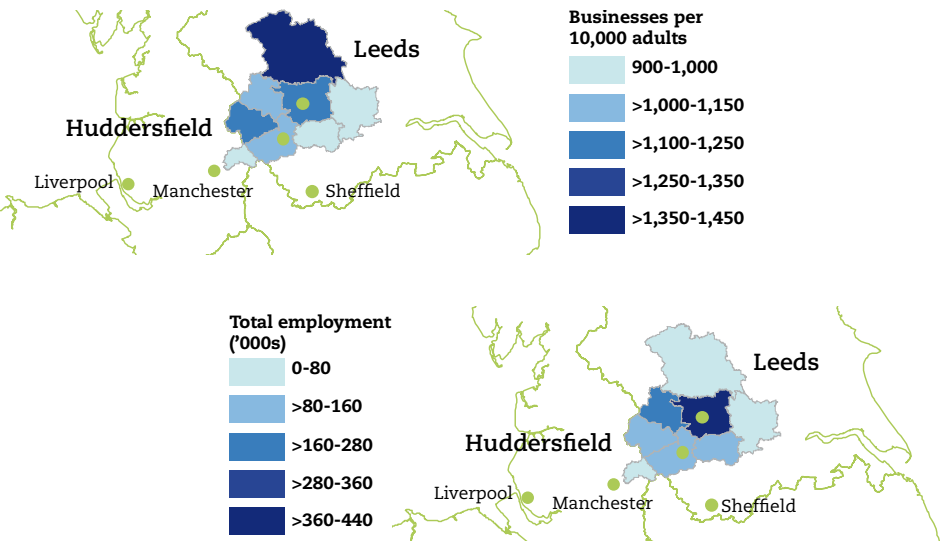 Businesses per
10,000 adults
900-1,000
>1,000-1,150
>1,100-1,250
>1,250-1,350
>1,350-1,450
Leeds
Huddersfield
Liverpool
Manchester
Sheffield
Total employment
('000s)
0-80
>80-160
>160-280
>280-360
>360-440
Leeds
Huddersfield
Liverpool
Manchester
Sheffield